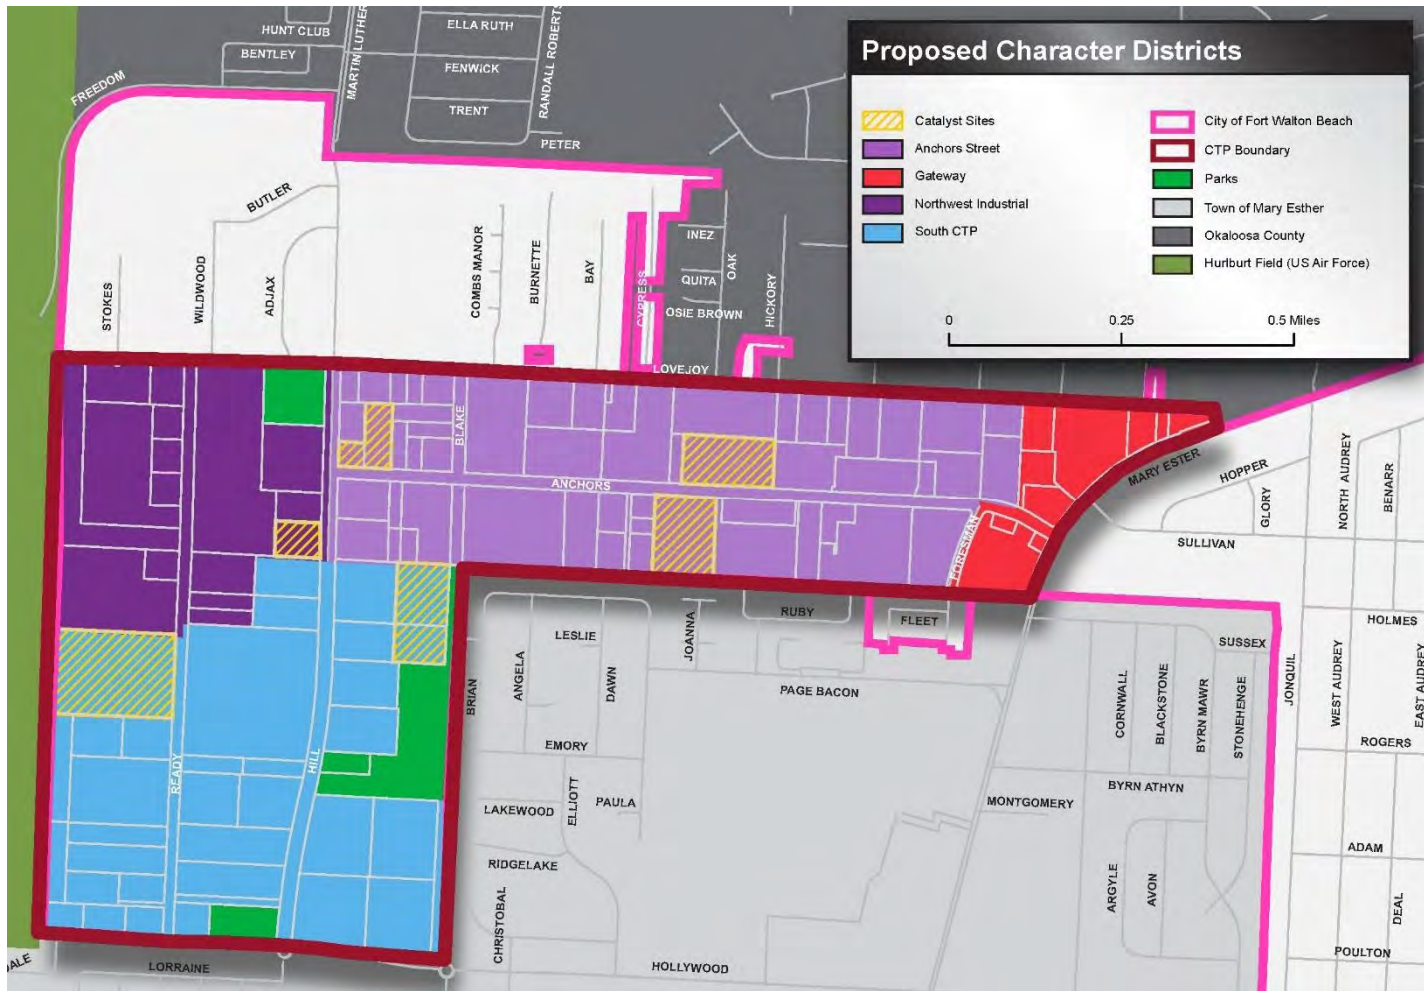 Proposed Character Districts
Catalyst Sites
Anchors Street
Gateway
Northwest Industrial
South CTP
City of Fort Walton Beach
CTP Boundary
Parks
Town of Mary Esther
Okaloosa County
Hurlburt Field (US Air Force)
0 0.25 0.5 Miles
HUNT CLUB
BENTLEY
MARTIN LUTHER
ELLA RUTH
FENWICK
TRENT
RANDALL ROBERTS
PETER
FREEDOM
BUTLER
STOKES
WILDWOOD
ADJAX
COMBS MANOR
BURNETTE
BAY
CYPRESS
INEZ
QUITA
OSIE BROWN
OAK
HICKORY
LOVEJOY
BLAKE
ANCHORS
FORESMAN
MARY ESTER
HOPPER
GLORY
NORTH AUDREY
BENARR
SULLIVAN
HOLMES
READY
HILL
BRIAN
ANGELA
LESLIE
DAWN
JOANNA
RUBY
FLEET
PAGE BACON
EMORY
ELLIOTT
PAULA
LAKEWOOD
RIDGELAKE
CHRISTOBAL
HOLLYWOOD
LORRAINE
DALE
MONTGOMERY
CORNWALL
BLACKSTONE
BYRN MAWR
STONEHENGE
SUSSEX
BYRN ATHYN
ARGYLE
AVON
JONQUIL
WEST AUDREY
EAST AUDREY
ROGERS
ADAM
DEAL
POULTON